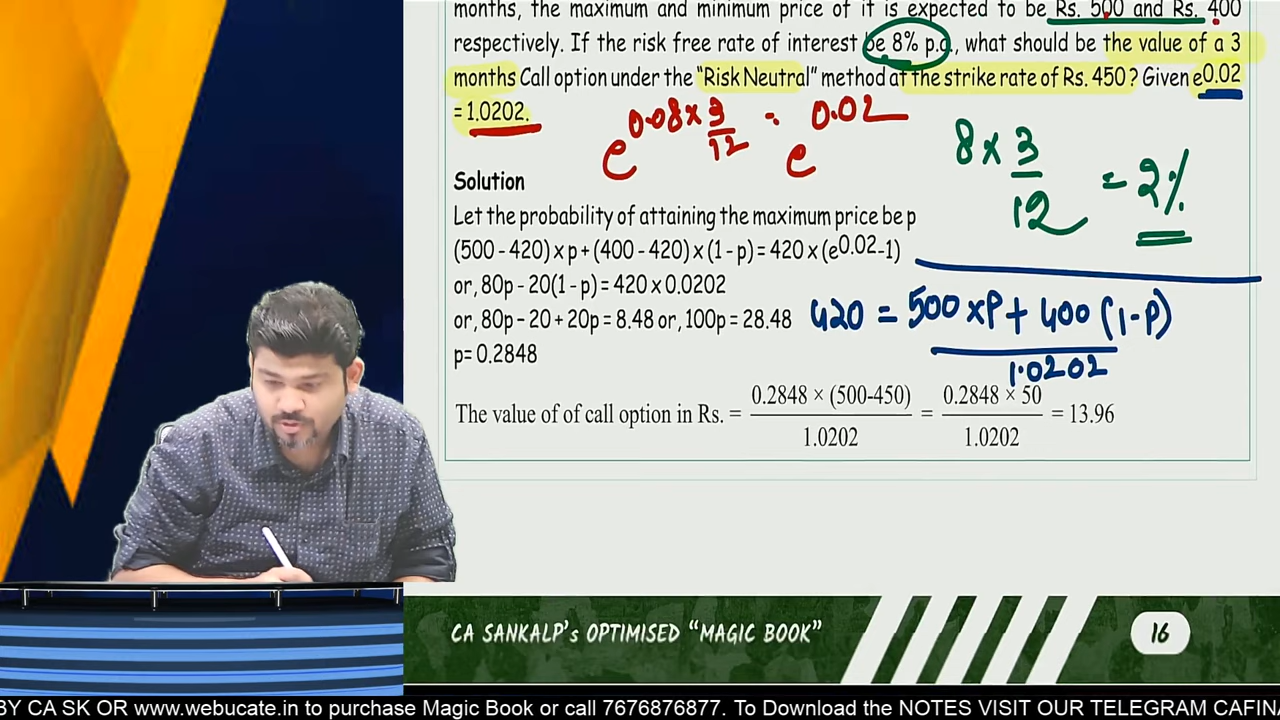 months, the maximum and minimum price of it is expected to be Rs. 500 and Rs. 400
respectively. If the risk free rate of interest be 8% p.a., what should be the value of a 3
months Call option under the "Risk Neutral" method at the strike rate of Rs. 450? Given e0.02
= 1.0202.
e0.08×3/12 = e0.02
8 × 3/12 = 2%
Solution
Let the probability of attaining the maximum price be p
(500 - 420) x p + (400 - 420) x (1 - p) = 420 x (e0.02-1)
or, 80p - 20(1 - p) = 420 x 0.0202
or, 80p - 20 + 20p = 8.48 or, 100p = 28.48
420 = 500 x P + 400 (1-P)
1.0202
p= 0.2848
The value of of call option in Rs. = 0.2848 × (500-450)/1.0202 = 0.2848 × 50/1.0202 = 13.96
CA SANKALP's OPTIMISED "MAGIC BOOK"
16
BY CA SK OR www.webucate.in to purchase Magic Book or call 7676876877. To Download the NOTES VISIT OUR TELEGRAM CAFINA